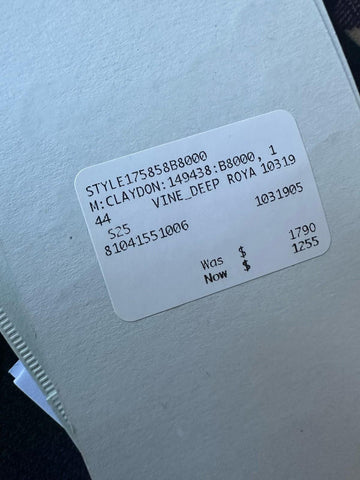 STYLE175858B8000
M:CLAYDON:149438:B8000, 1
44 VINE_DEEP ROYA 10319
S25
81041551006 1031905
Was $ 1790
Now $ 1255